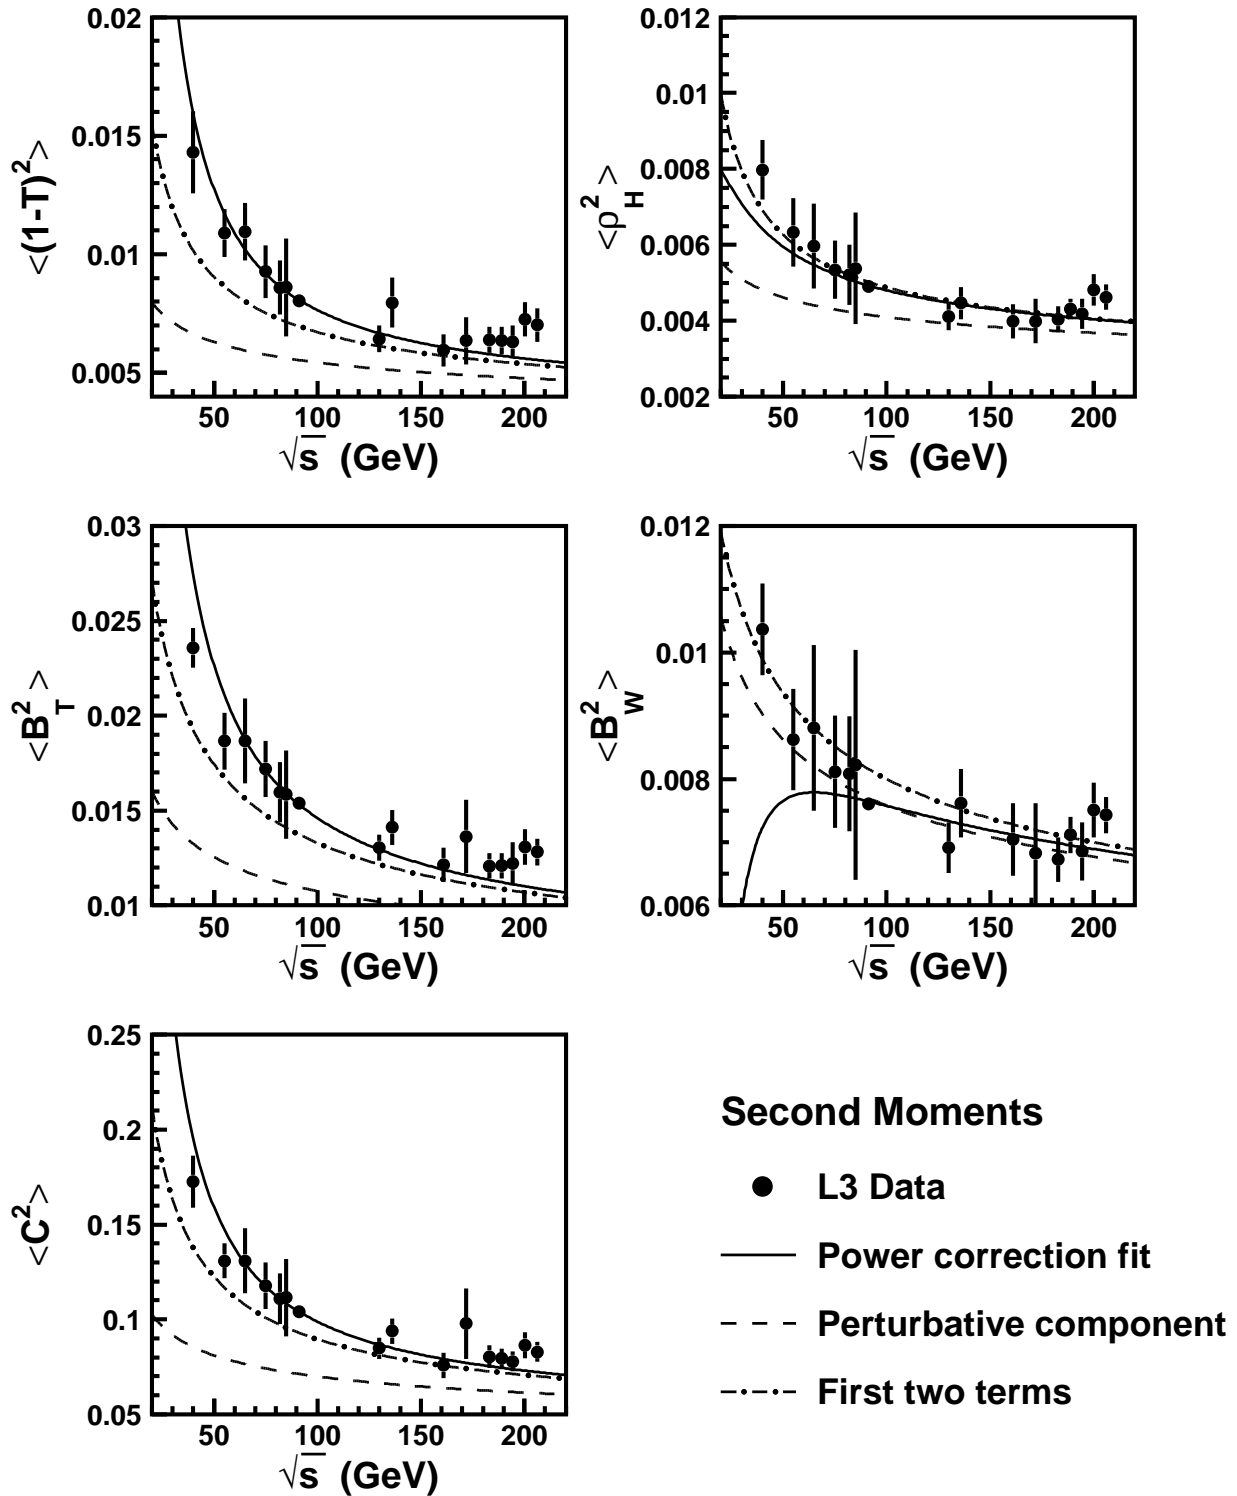 <(1-T)²>
0.02
0.015
0.01
0.005
50 100 150 200
√s (GeV)
<ρ²_H>
0.012
0.01
0.008
0.006
0.004
0.002
50 100 150 200
√s (GeV)
<B²_T>
0.03
0.025
0.02
0.015
0.01
50 100 150 200
√s (GeV)
<B²_W>
0.012
0.01
0.008
0.006
50 100 150 200
√s (GeV)
<C²>
0.25
0.2
0.15
0.1
0.05
50 100 150 200
√s (GeV)
Second Moments
L3 Data
Power correction fit
Perturbative component
First two terms